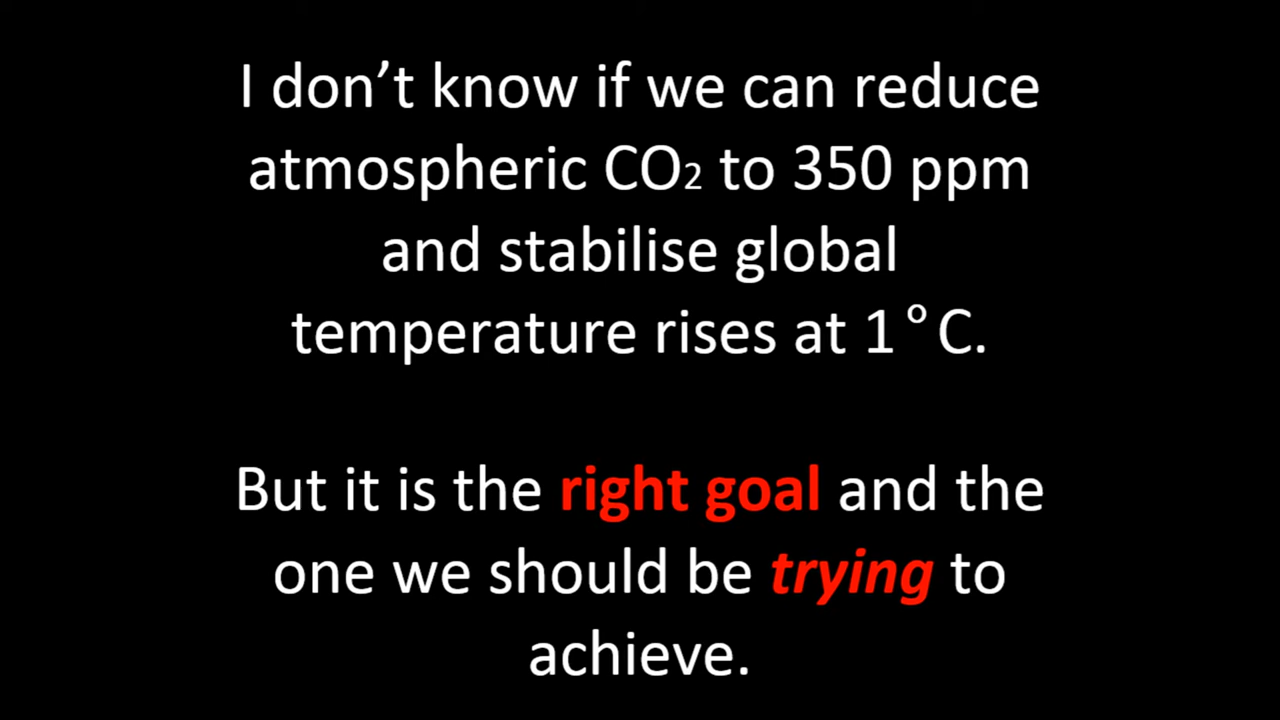 I don’t know if we can reduce
atmospheric CO₂ to 350 ppm
and stabilise global
temperature rises at 1°C.
But it is the right goal and the
one we should be trying to
achieve.